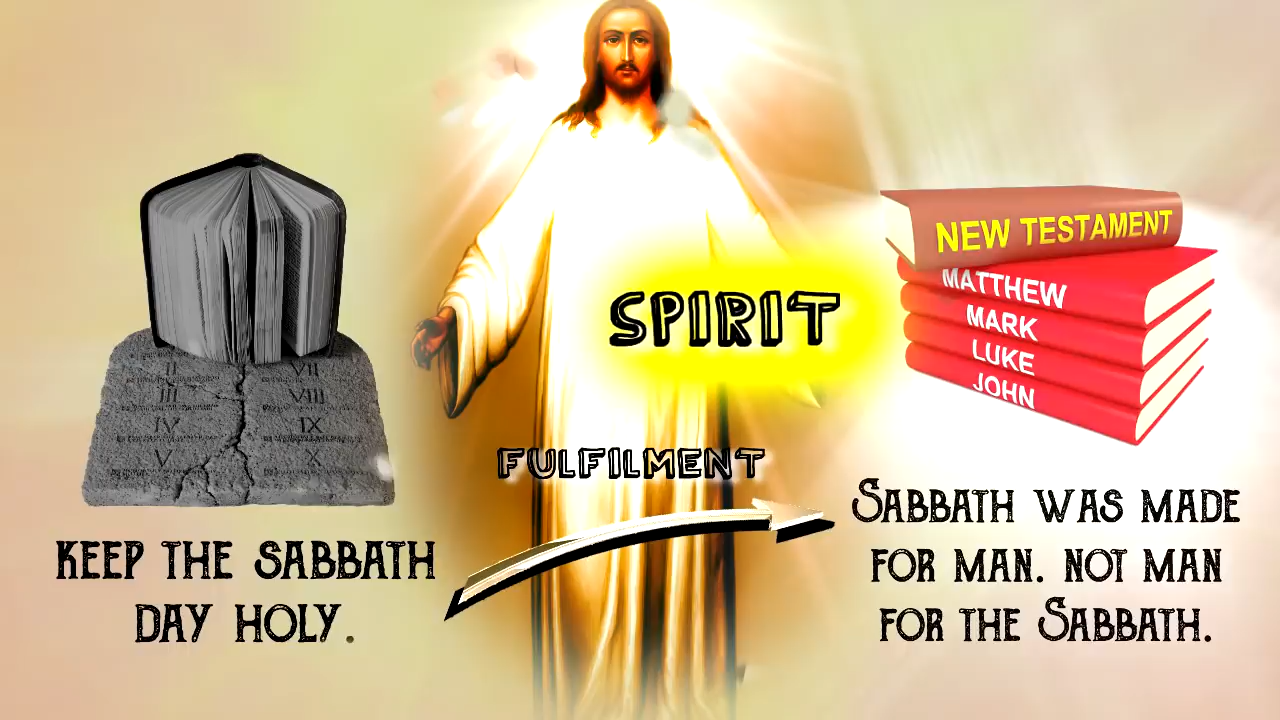 II VII
III VIII
IV IX
V X
KEEP THE SABBATH
DAY HOLY.
SPIRIT
FULFILMENT
NEW TESTAMENT
MATTHEW
MARK
LUKE
JOHN
SABBATH WAS MADE
FOR MAN. NOT MAN
FOR THE SABBATH.